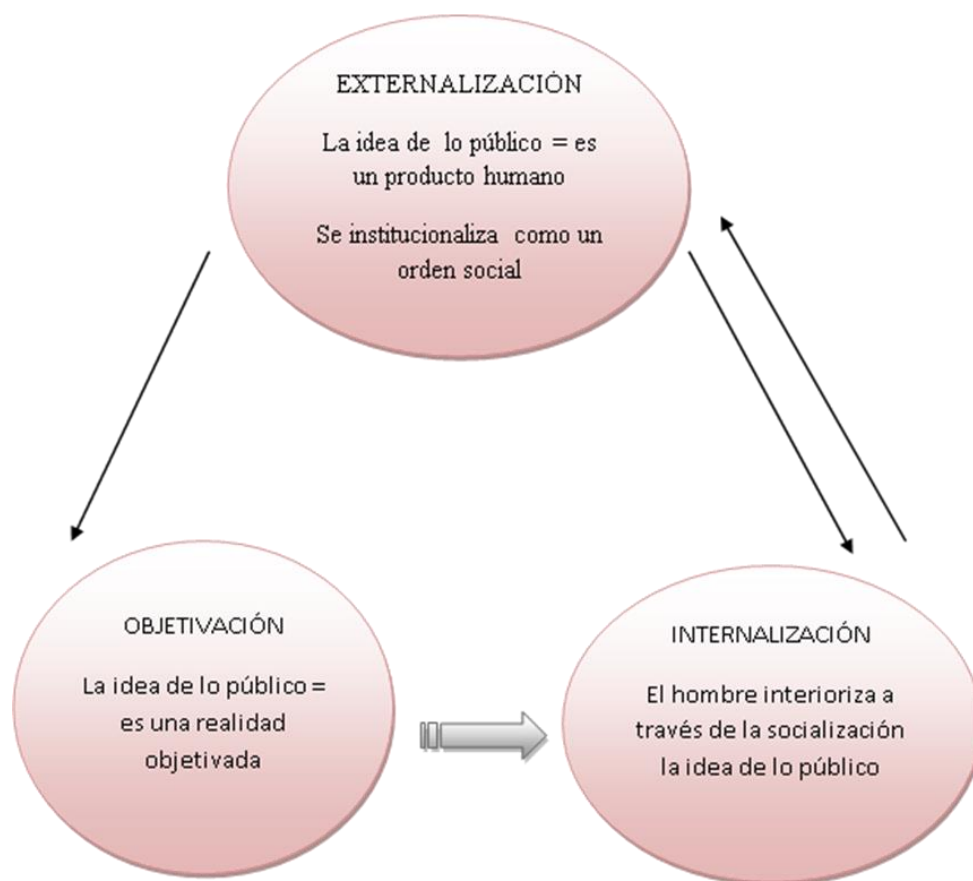 EXTERNALIZACIÓN
La idea de lo público = es
un producto humano
Se institucionaliza como un
orden social
OBJETIVACIÓN
La idea de lo público =
es una realidad
objetivada
INTERNALIZACIÓN
El hombre interioriza a
través de la socialización
la idea de lo público